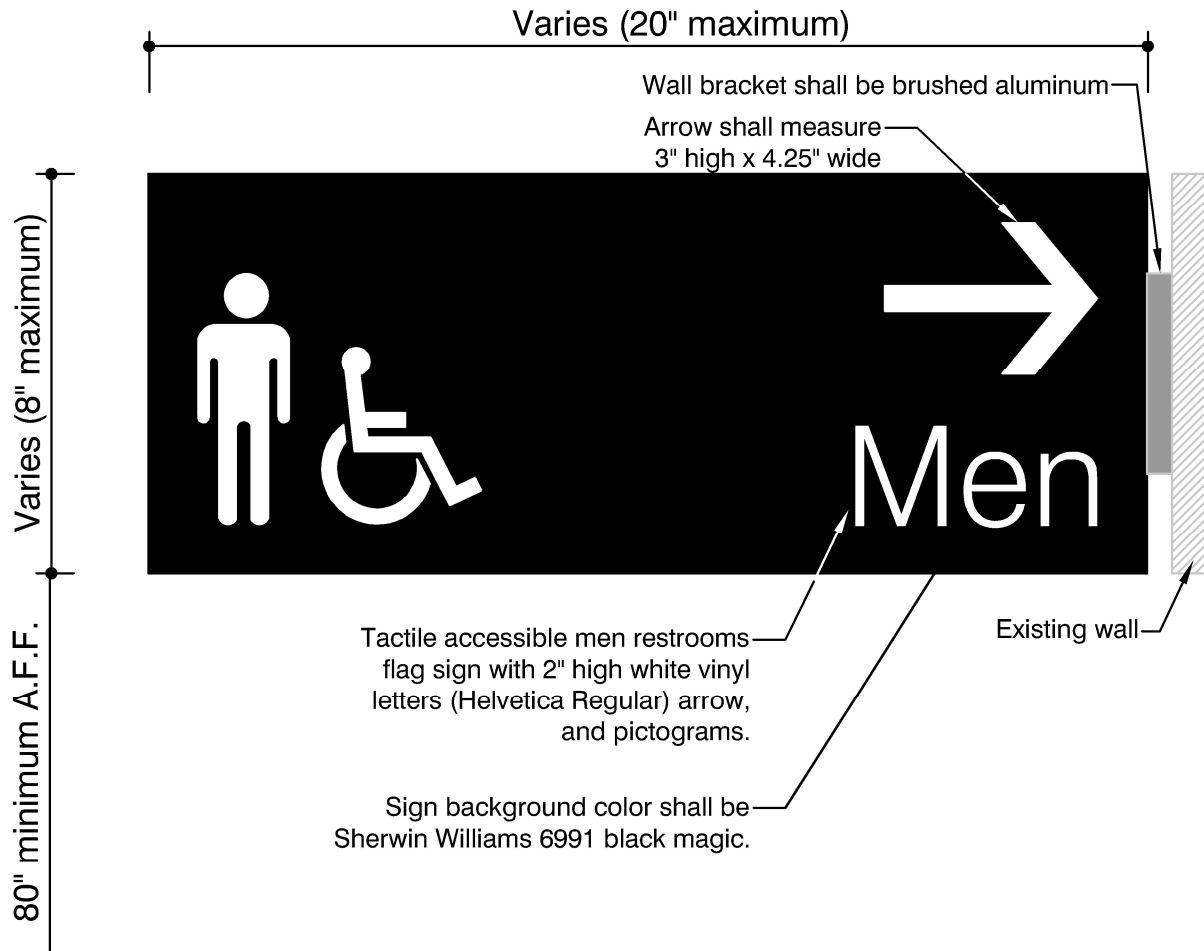 Varies (20" maximum)
Wall bracket shall be brushed aluminum
Arrow shall measure
3" high x 4.25" wide
Varies (8" maximum)
Men
80" minimum A.F.F.
Existing wall
Tactile accessible men restrooms
flag sign with 2" high white vinyl
letters (Helvetica Regular) arrow,
and pictograms.
Sign background color shall be
Sherwin Williams 6991 black magic.